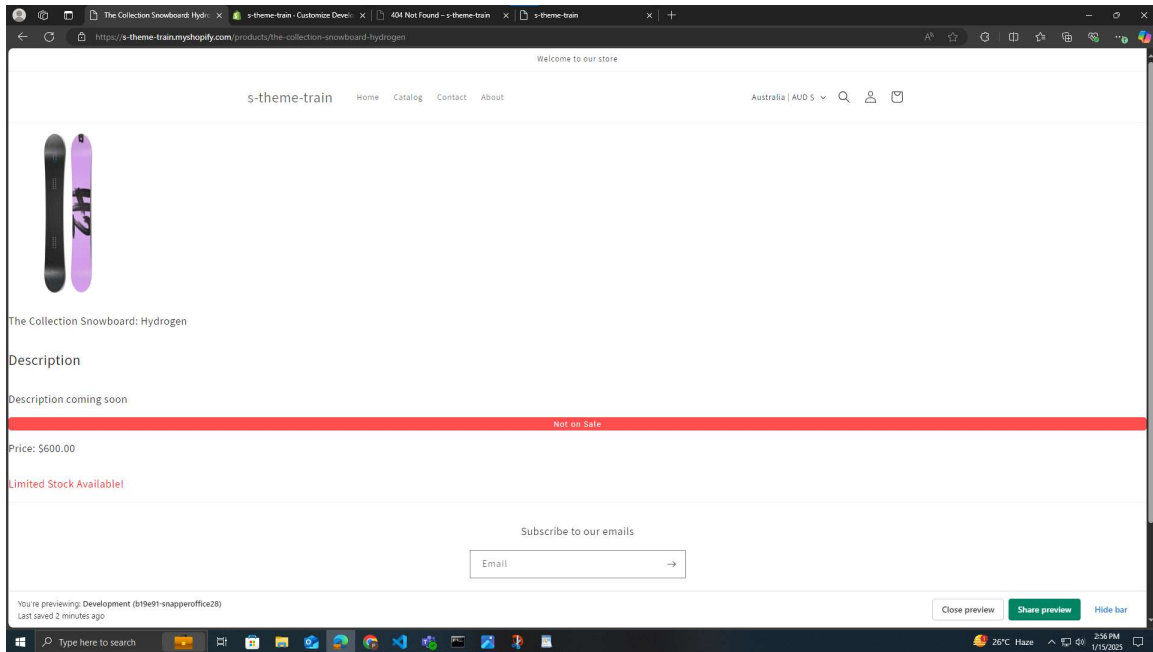 The Collection Snowboard: Hydro
s-theme-train - Customize Develo
404 Not Found – s-theme-train
s-theme-train
https://s-theme-train.myshopify.com/products/the-collection-snowboard-hydrogen
Welcome to our store
s-theme-train Home Catalog Contact About Australia | AUD $
H2
The Collection Snowboard: Hydrogen
Description
Description coming soon
Not on Sale
Price: $600.00
Limited Stock Available!
Subscribe to our emails
Email
You're previewing: Development (b19e91-snapperoffice28)
Last saved 2 minutes ago
Close preview Share preview Hide bar
Type here to search
26°C Haze
2:56 PM
1/15/2025